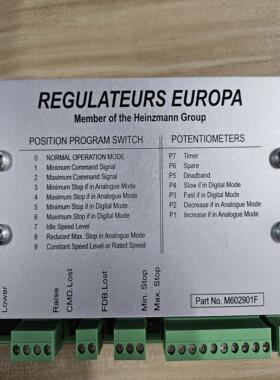 REGULATEURS EUROPA
Member of the Heinzmann Group
POSITION PROGRAM SWITCH
0 NORMAL OPERATION MODE
1 Minimum Command Signal
2 Maximum Command Signal
3 Minimum Stop if in Analogue Mode
4 Maximum Stop if in Analogue Mode
5 Minimum Stop if in Digital Mode
6 Maximum Stop if in Digital Mode
7 Idle Speed Level
8 Reduced Max. Stop in Analogue Mode
9 Constant Speed Level or Rated Speed
POTENTIOMETERS
P7 Timer
P6 Spare
P5 Deadband
P4 Slow if in Digital Mode
P3 Fast if in Digital Mode
P2 Decrease if in Analogue Mode
P1 Increase if in Analogue Mode
Lower
Raise
CMD.Lost
FDB.Lost
Min. Stop
Max. Stop
Part No. M602901F